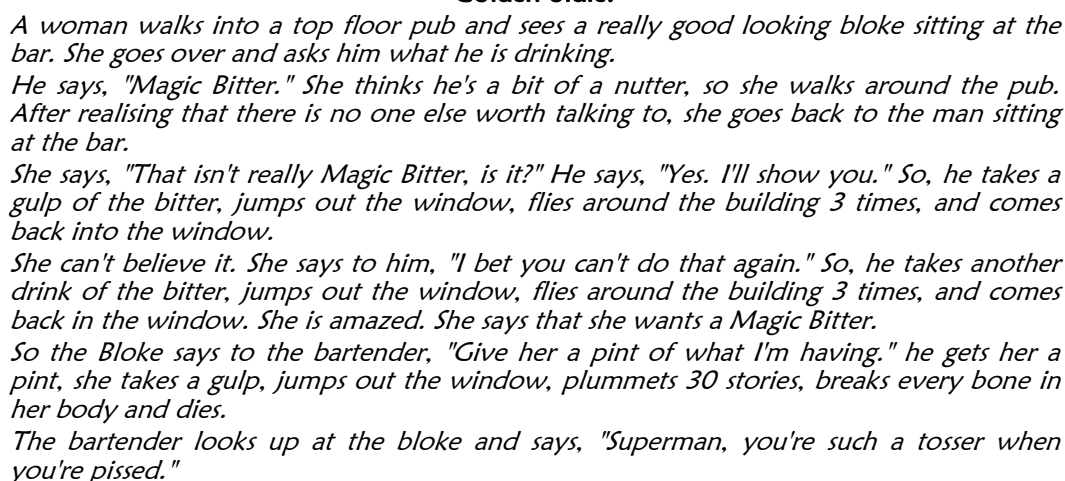 A woman walks into a top floor pub and sees a really good looking bloke sitting at the
bar. She goes over and asks him what he is drinking.
He says, "Magic Bitter." She thinks he's a bit of a nutter, so she walks around the pub.
After realising that there is no one else worth talking to, she goes back to the man sitting
at the bar.
She says, "That isn't really Magic Bitter, is it?" He says, "Yes. I'll show you." So, he takes a
gulp of the bitter, jumps out the window, flies around the building 3 times, and comes
back into the window.
She can't believe it. She says to him, "I bet you can't do that again." So, he takes another
drink of the bitter, jumps out the window, flies around the building 3 times, and comes
back in the window. She is amazed. She says that she wants a Magic Bitter.
So the Bloke says to the bartender, "Give her a pint of what I'm having." he gets her a
pint, she takes a gulp, jumps out the window, plummets 30 stories, breaks every bone in
her body and dies.
The bartender looks up at the bloke and says, "Superman, you're such a tosser when
you're pissed."